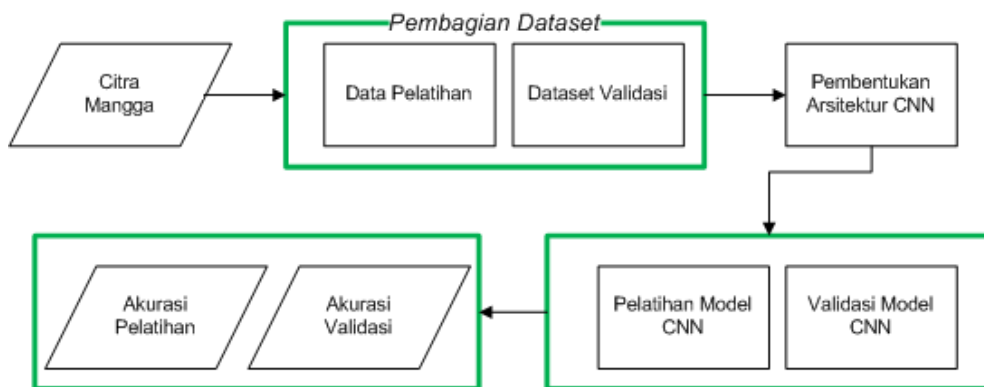 Pembagian Dataset
Citra
Mangga
Data Pelatihan
Dataset Validasi
Pembentukan
Arsitektur CNN
Akurasi
Pelatihan
Akurasi
Validasi
Pelatihan Model
CNN
Validasi Model
CNN